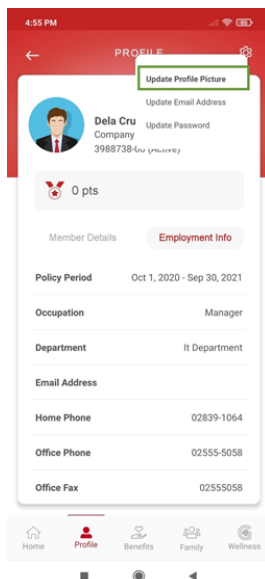 4:55 PM
PROFILE
Update Profile Picture
Update Email Address
Update Password
Dela Cru
Company
3988738-00 (Active)
0 pts
Member Details
Employment Info
Policy Period Oct 1, 2020 - Sep 30, 2021
Occupation Manager
Department It Department
Email Address
Home Phone 02839-1064
Office Phone 02555-5058
Office Fax 02555058
Home Profile Benefits Family Wellness